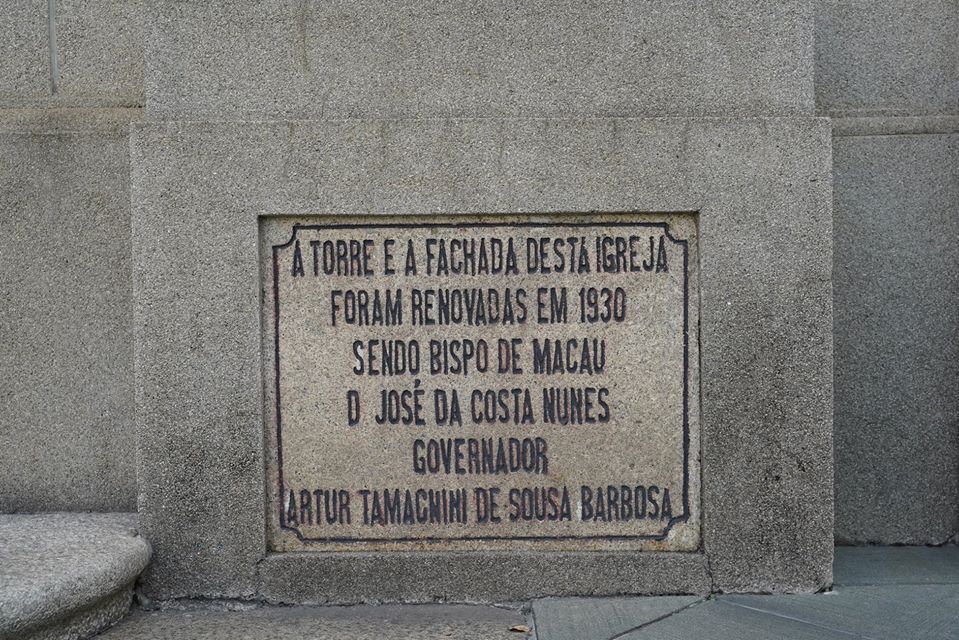 A TORRE E A FACHADA DESTA IGREJA
FORAM RENOVADAS EM 1930
SENDO BISPO DE MACAU
D JOSÉ DA COSTA NUNES
GOVERNADOR
ARTUR TAMAGNINI DE SOUSA BARBOSA